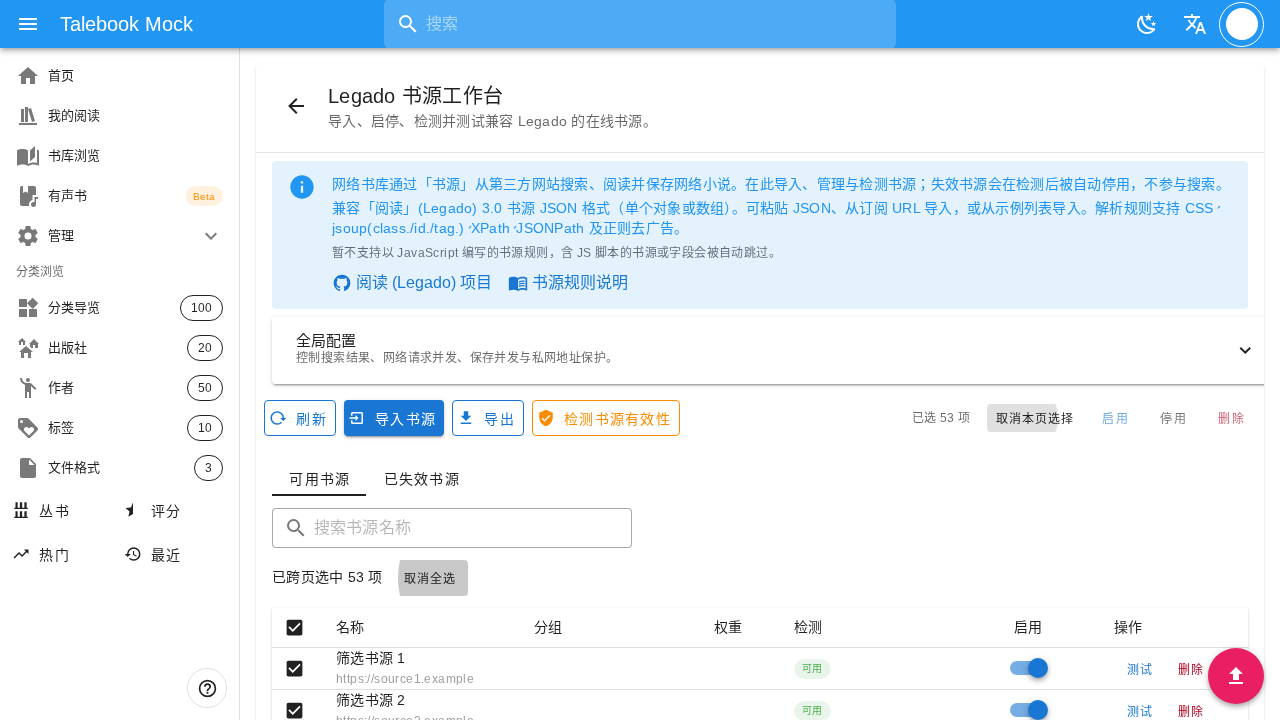 Talebook Mock
搜索
首页
我的阅读
书库浏览
有声书
Beta
管理
分类浏览
分类导览
100
出版社
20
作者
50
标签
10
文件格式
3
丛书
评分
热门
最近
Legado 书源工作台
导入、启停、检测并测试兼容 Legado 的在线书源。
网络书库通过「书源」从第三方网站搜索、阅读并保存网络小说。在此导入、管理与检测书源；失效书源会在检测后被自动停用，不参与搜索。
兼容「阅读」(Legado) 3.0 书源 JSON 格式（单个对象或数组）。可粘贴 JSON、从订阅 URL 导入，或从示例列表导入。解析规则支持 CSS、
jsoup(class./id./tag.)、XPath、JSONPath 及正则去广告。
暂不支持以 JavaScript 编写的书源规则，含 JS 脚本的书源或字段会被自动跳过。
阅读 (Legado) 项目
书源规则说明
全局配置
控制搜索结果、网络请求并发、保存并发与私网地址保护。
刷新
导入书源
导出
检测书源有效性
已选 53 项
取消本页选择
启用
停用
删除
可用书源
已失效书源
搜索书源名称
已跨页选中 53 项
取消全选
名称
分组
权重
检测
启用
操作
筛选书源 1
https://source1.example
可用
测试
删除
筛选书源 2
https://source2.example
可用
测试
删除